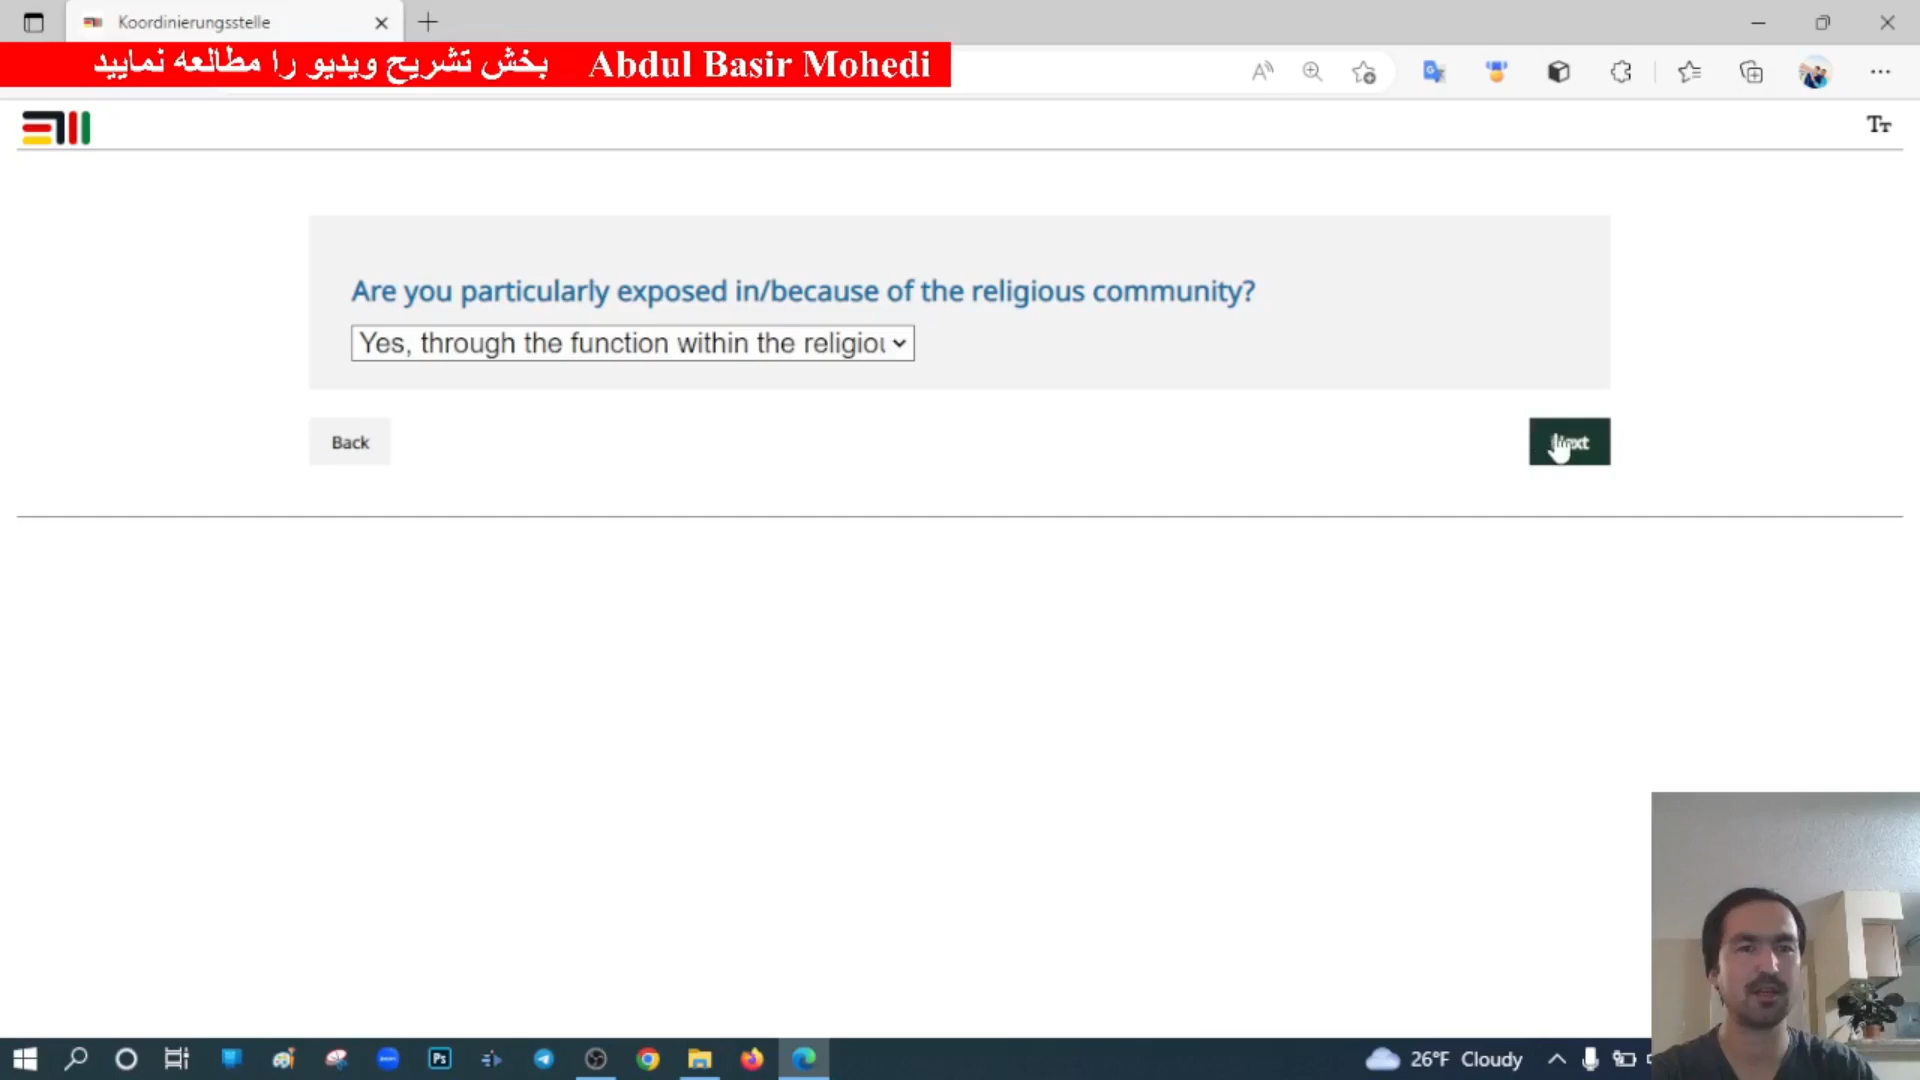 Koordinierungsstelle
بخش تشریح ویدیو را مطالعه نمایید Abdul Basir Mohedi
Are you particularly exposed in/because of the religious community?
Yes, through the function within the religiou
Back
26°F Cloudy